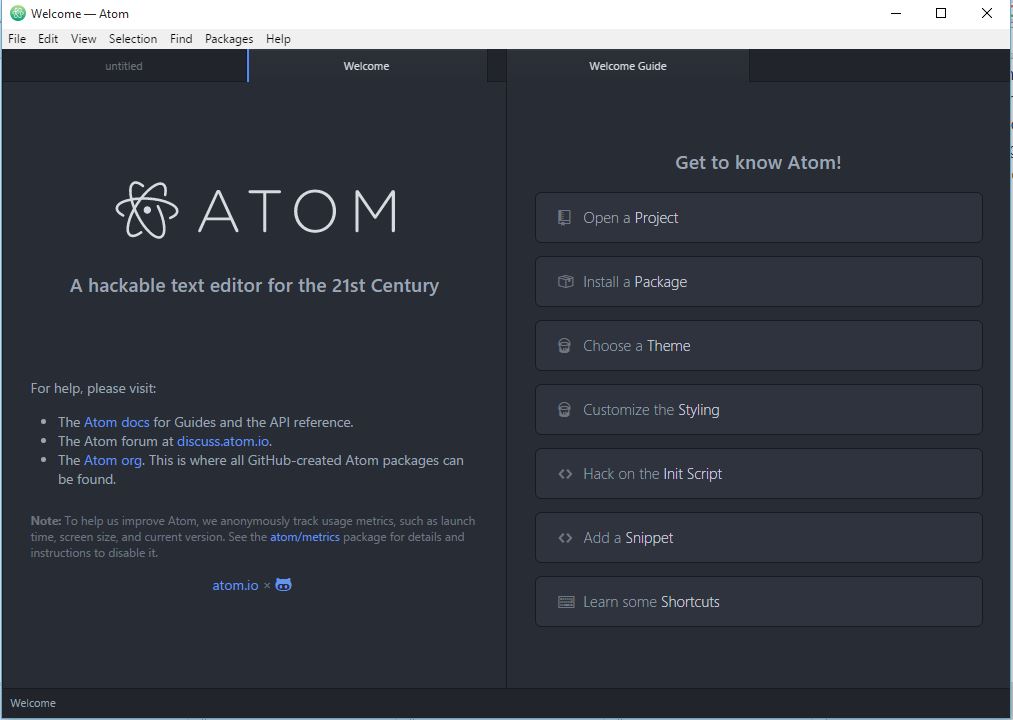 Welcome — Atom
File Edit View Selection Find Packages Help
untitled
Welcome
Welcome Guide
ATOM
A hackable text editor for the 21st Century
For help, please visit:
• The Atom docs for Guides and the API reference.
• The Atom forum at discuss.atom.io.
• The Atom org. This is where all GitHub-created Atom packages can
be found.
Note: To help us improve Atom, we anonymously track usage metrics, such as launch
time, screen size, and current version. See the atom/metrics package for details and
instructions to disable it.
atom.io ×
Get to know Atom!
Open a Project
Install a Package
Choose a Theme
Customize the Styling
Hack on the Init Script
Add a Snippet
Learn some Shortcuts
Welcome